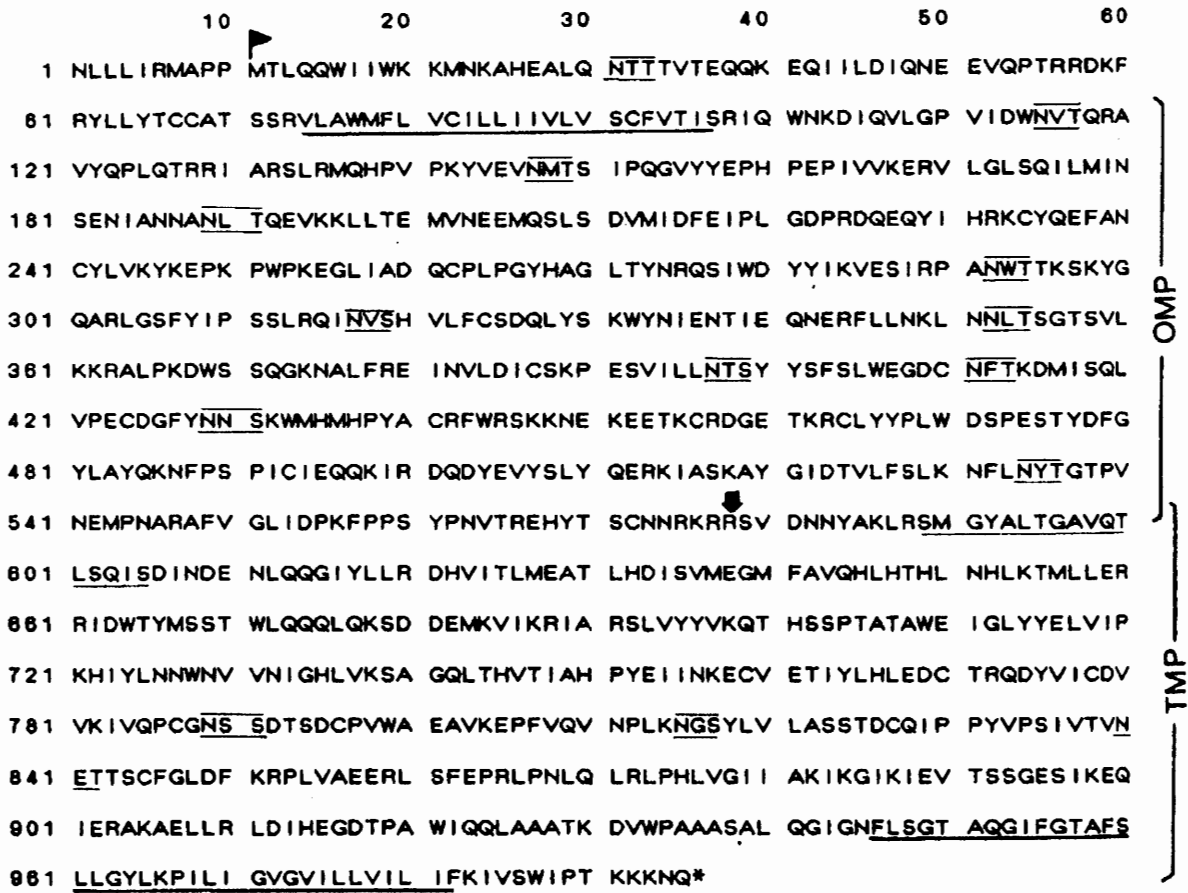 10 20 30 40 50 60
1 NLLLIRMAPP MTLQQWIIWK KMNKAHEALQ NTTTVTEQQK EQIILDIQNE EVQPTRRDKF
61 RYLLYTCCAT SSRVLAWMFL VCILLIIVLV SCFVTISRIQ WNKDIQVLGP VIDWNVTQRA
121 VYQPLQTRRI ARSLRMQHPV PKYVEVNMTS IPQGVYYEPH PEPIVVKERV LGLSQILMIN
181 SENIANNANL TQEVKKLLTE MVNEEMQSLS DVMIDFEIPL GDPRDQEQYI HRKCYQEFAN
241 CYLVKYKEPK PWPKEGLIAD QCPLPGYHAG LTYNRQSIWD YYIKVESIRP ANWTTKSKYG
301 QARLGSFYIP SSLRQINVSH VLFCSDQLYS KWYNIENTIE QNERFLLNKL NNLTSGTSVL
361 KKRALPKDWS SQGKNALFRE INVLDICSKP ESVILLNTSY YSFSLWEGDC NFTKDMISQL
421 VPECDGFYNN SKWMHMHPYA CRFWRSKKNE KEETKCRDGE TKRCLYYPLW DSPESTYDFG
481 YLAYQKNFPS PICIEQQKIR DQDYEVYSLY QERKIASKAY GIDTVLFSLK NFLNYTGTPV
541 NEMPNARAFV GLIDPKFPPS YPNVTREHYT SCNNRKRRSV DNNYAKLRSM GYALTGAVQT
601 LSQISDINDE NLQQGIYLLR DHVITLMEAT LHDISVMEGM FAVQHLHTHL NHLKTMLLER
661 RIDWTYMSST WLQQQLQKSD DEMKVIKRIA RSLVYYVKQT HSSPTATAWE IGLYYELVIP
721 KHIYLNNWNV VNIGHLVKSA GQLTHVTIAH PYEIINKECV ETIYLHLEDC TRQDYVICDV
781 VKIVQPCGNS SDTSDCPVWA EAVKEPFVQV NPLKNGSYLV LASSTDCQIP PYVPSIVTVN
841 ETTSCFGLDF KRPLVAEERL SFEPRLPNLQ LRLPHLVGII AKIKGIKIEV TSSGESIKEQ
901 IERAKAELLR LDIHEGDTPA WIQQLAAATK DVWPAAASAL QGIGNFLSGT AQGIFGTAFS
961 LLGYLKPILI GVGVILLVIL IFKIVSWIPT KKKNQ*
OMP
TMP